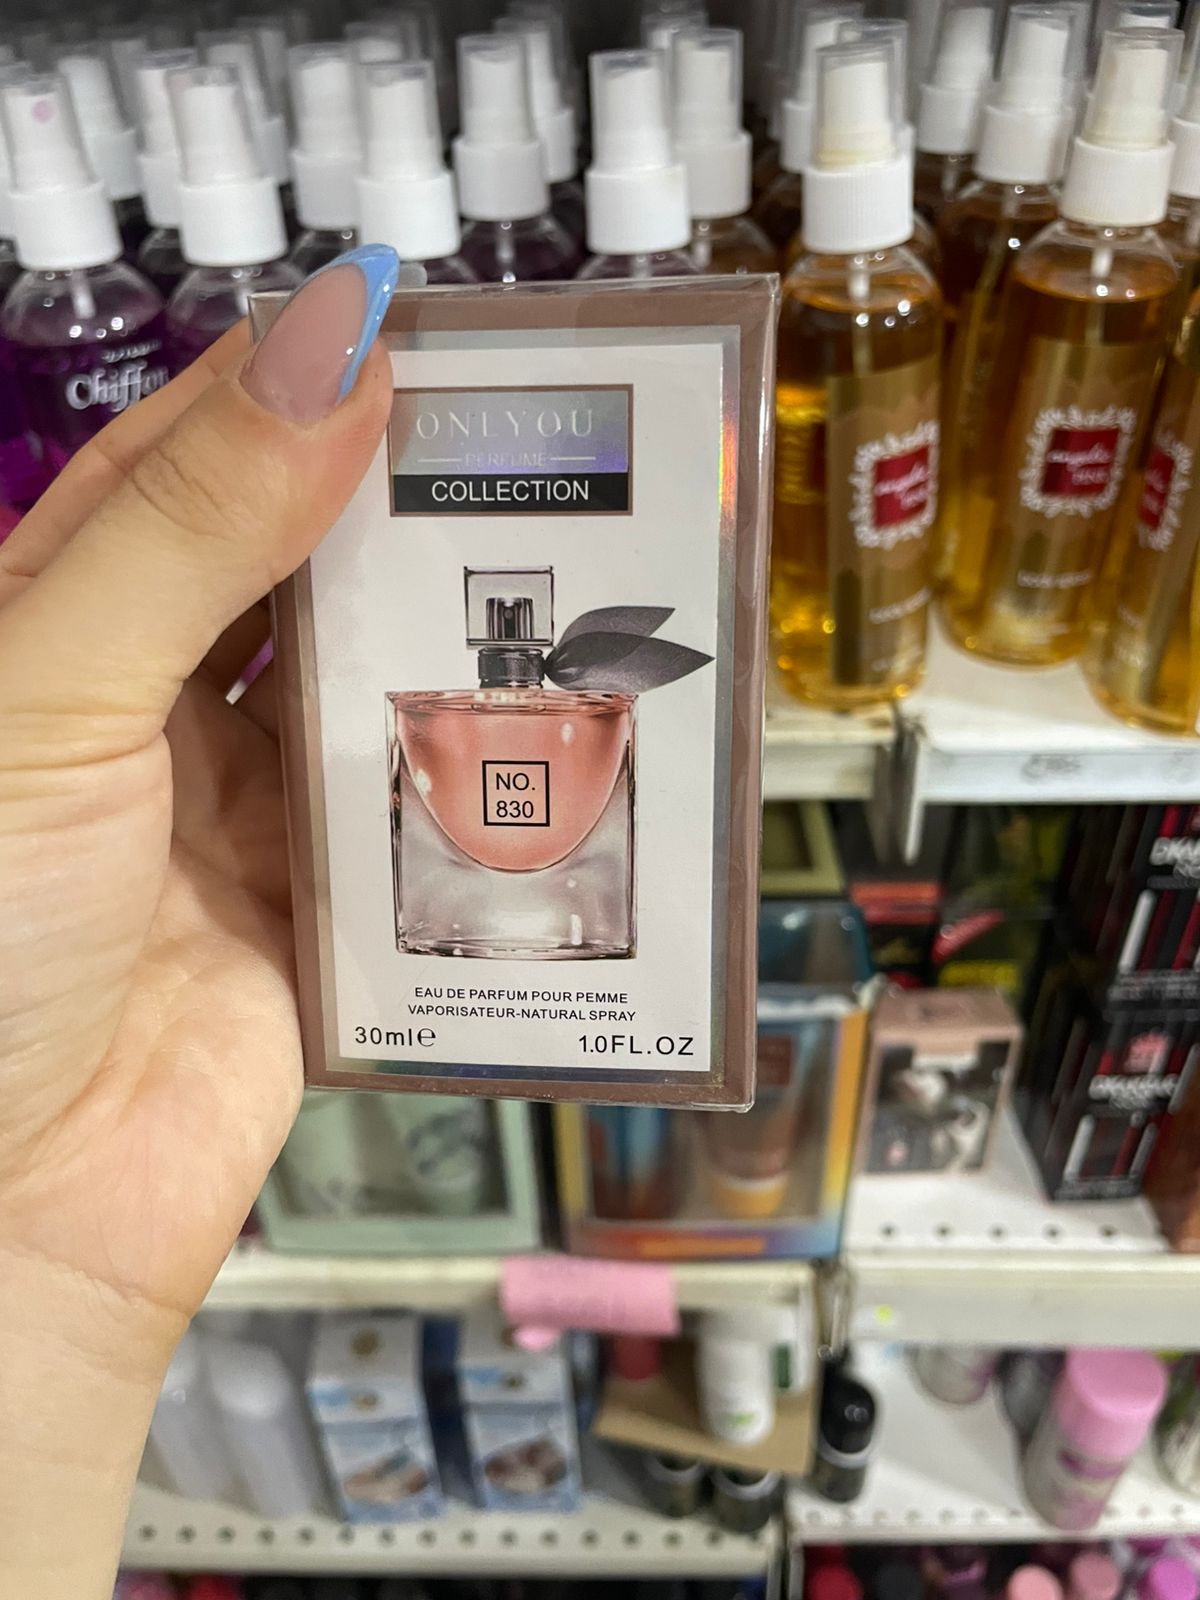 ONLYOU
PERFUME
COLLECTION
NO.
830
EAU DE PARFUM POUR PEMME
VAPORISATEUR-NATURAL SPRAY
30ml℮
1.0FL.OZ
Chiffon